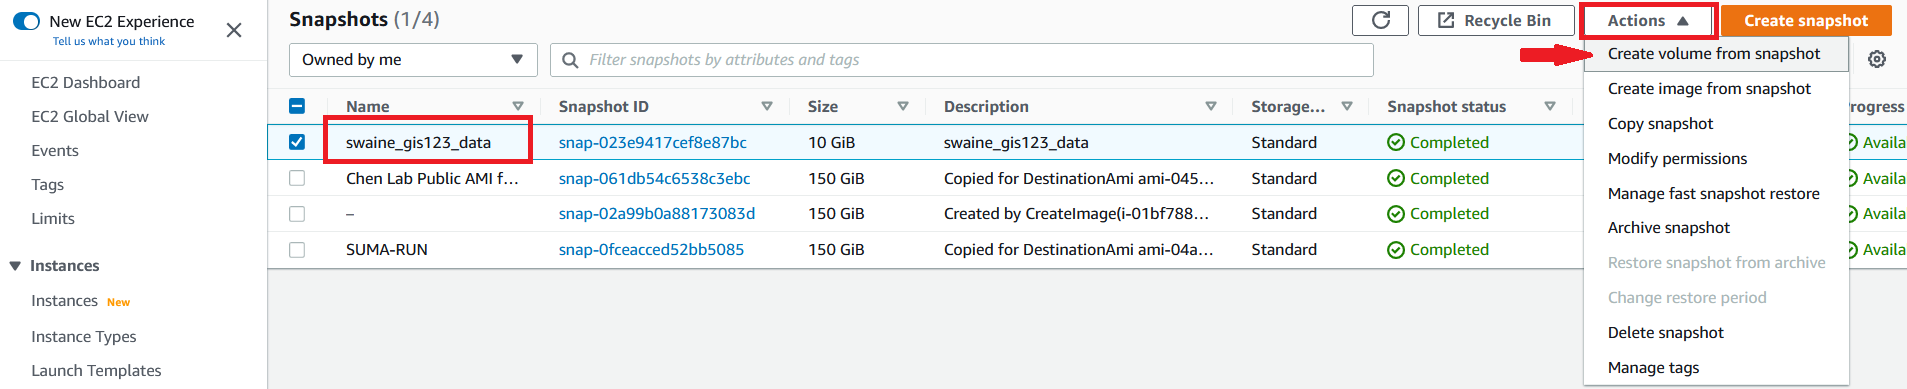 New EC2 Experience
Tell us what you think
EC2 Dashboard
EC2 Global View
Events
Tags
Limits
Instances
Instances New
Instance Types
Launch Templates
Snapshots (1/4)
Recycle Bin
Actions
Create snapshot
Owned by me
Filter snapshots by attributes and tags
Name Snapshot ID Size Description Storage... Snapshot status Progress
swaine_gis123_data snap-023e9417cef8e87bc 10 GiB swaine_gis123_data Standard Completed Availa
Chen Lab Public AMI f... snap-061db54c6538c3ebc 150 GiB Copied for DestinationAmi ami-045... Standard Completed Availa
– snap-02a99b0a88173083d 150 GiB Created by CreateImage(i-01bf788... Standard Completed Availa
SUMA-RUN snap-0fceacced52bb5085 150 GiB Copied for DestinationAmi ami-04a... Standard Completed Availa
Create volume from snapshot
Create image from snapshot
Copy snapshot
Modify permissions
Manage fast snapshot restore
Archive snapshot
Restore snapshot from archive
Change restore period
Delete snapshot
Manage tags